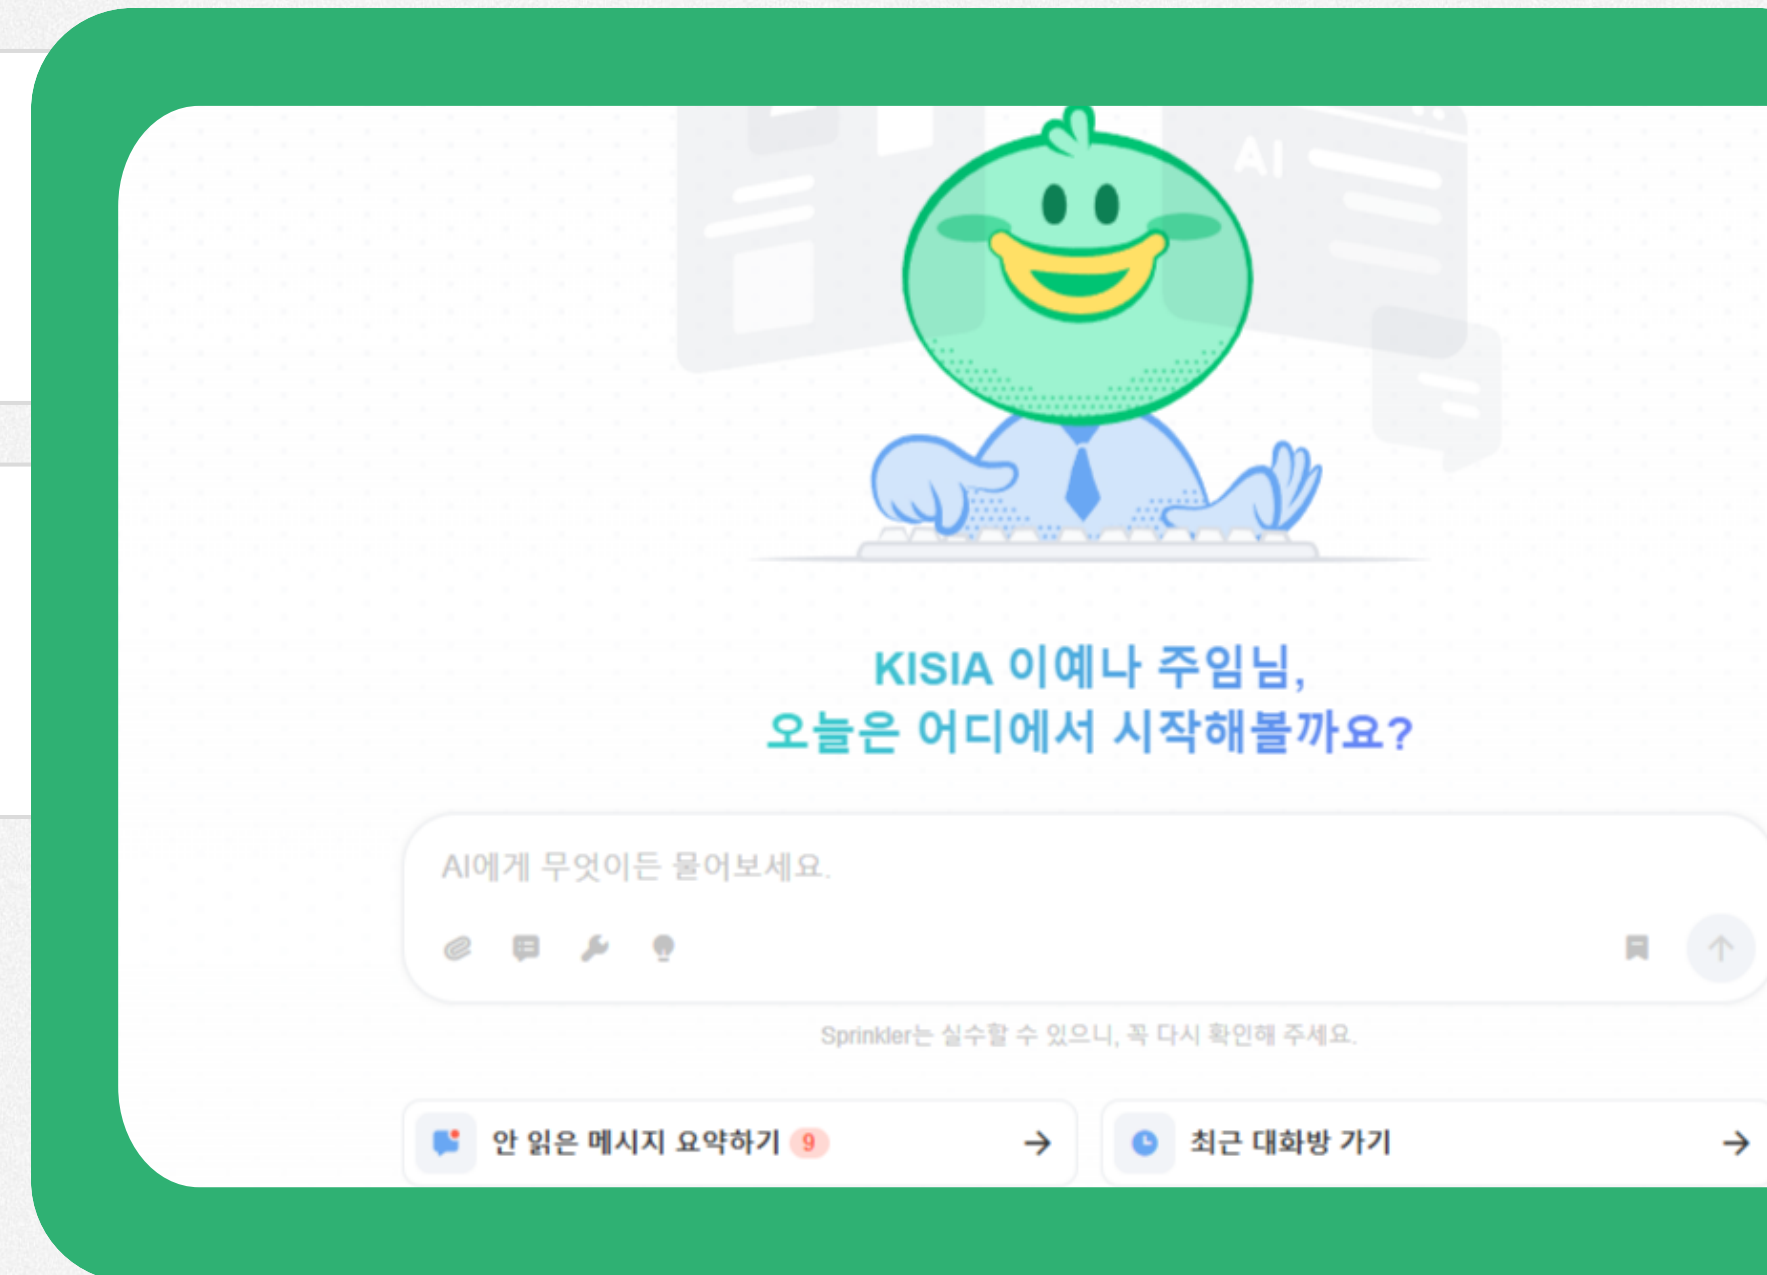 AI
KISIA 이예나 주임님,
오늘은 어디에서 시작해볼까요?
AI에게 무엇이든 물어보세요.
Sprinkler는 실수할 수 있으니, 꼭 다시 확인해 주세요.
안 읽은 메시지 요약하기 9
최근 대화방 가기